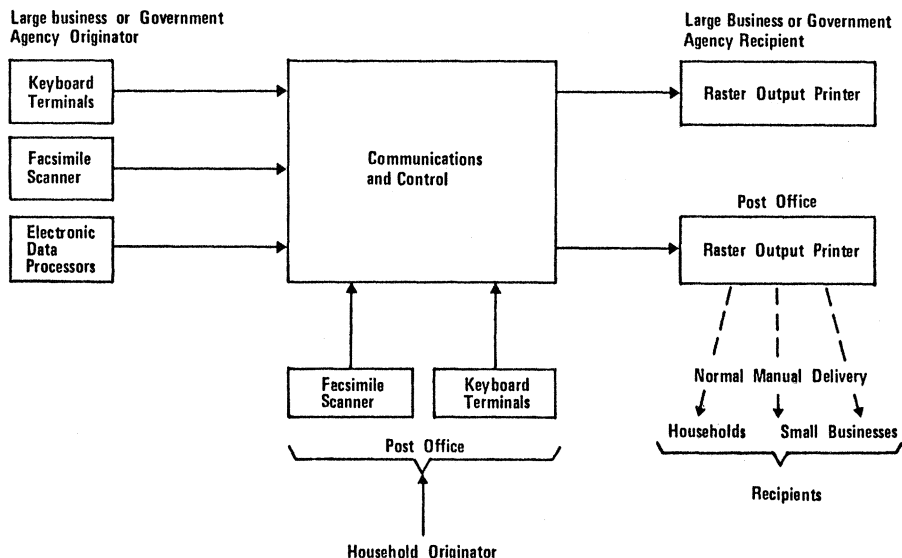 Large business or Government
Agency Originator
Keyboard
Terminals
Facsimile
Scanner
Electronic
Data
Processors
Communications
and Control
Large Business or Government
Agency Recipient
Raster Output Printer
Post Office
Raster Output Printer
Normal Manual Delivery
Households
Small Businesses
Recipients
Facsimile
Scanner
Keyboard
Terminals
Post Office
Household Originator